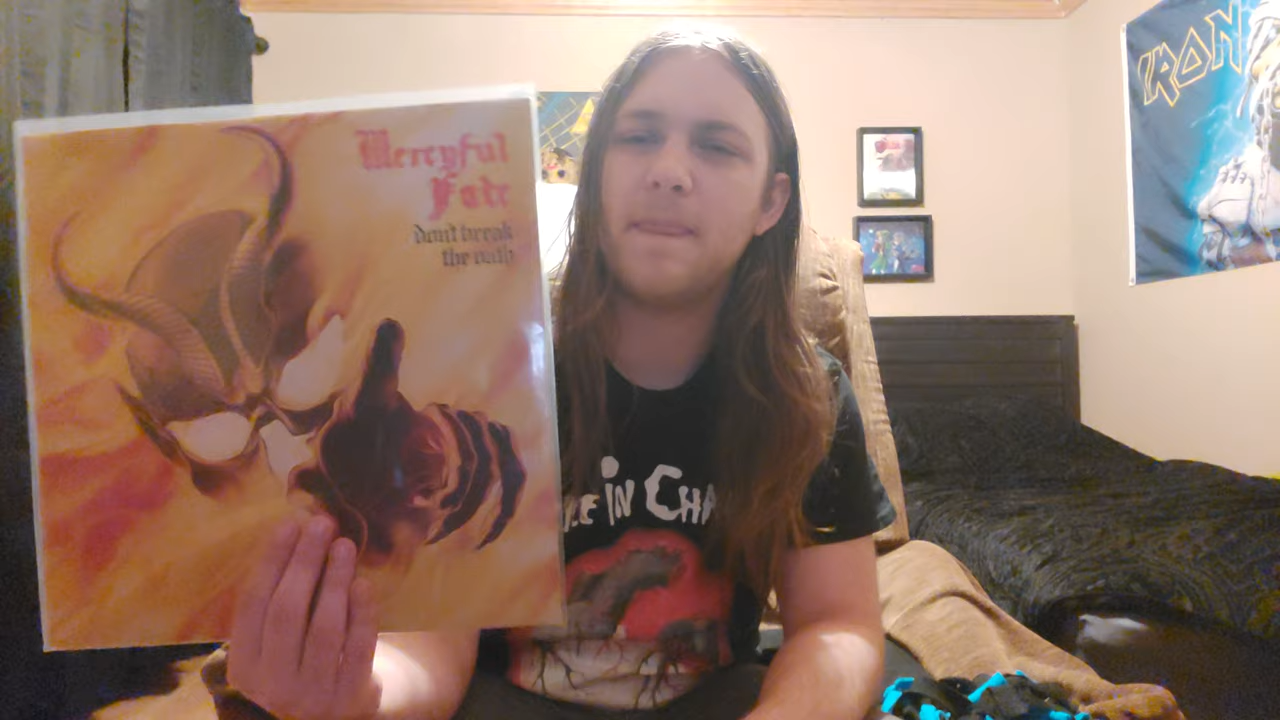 Mercyful
Fate
don't break
the oath
IN CHA
IRON